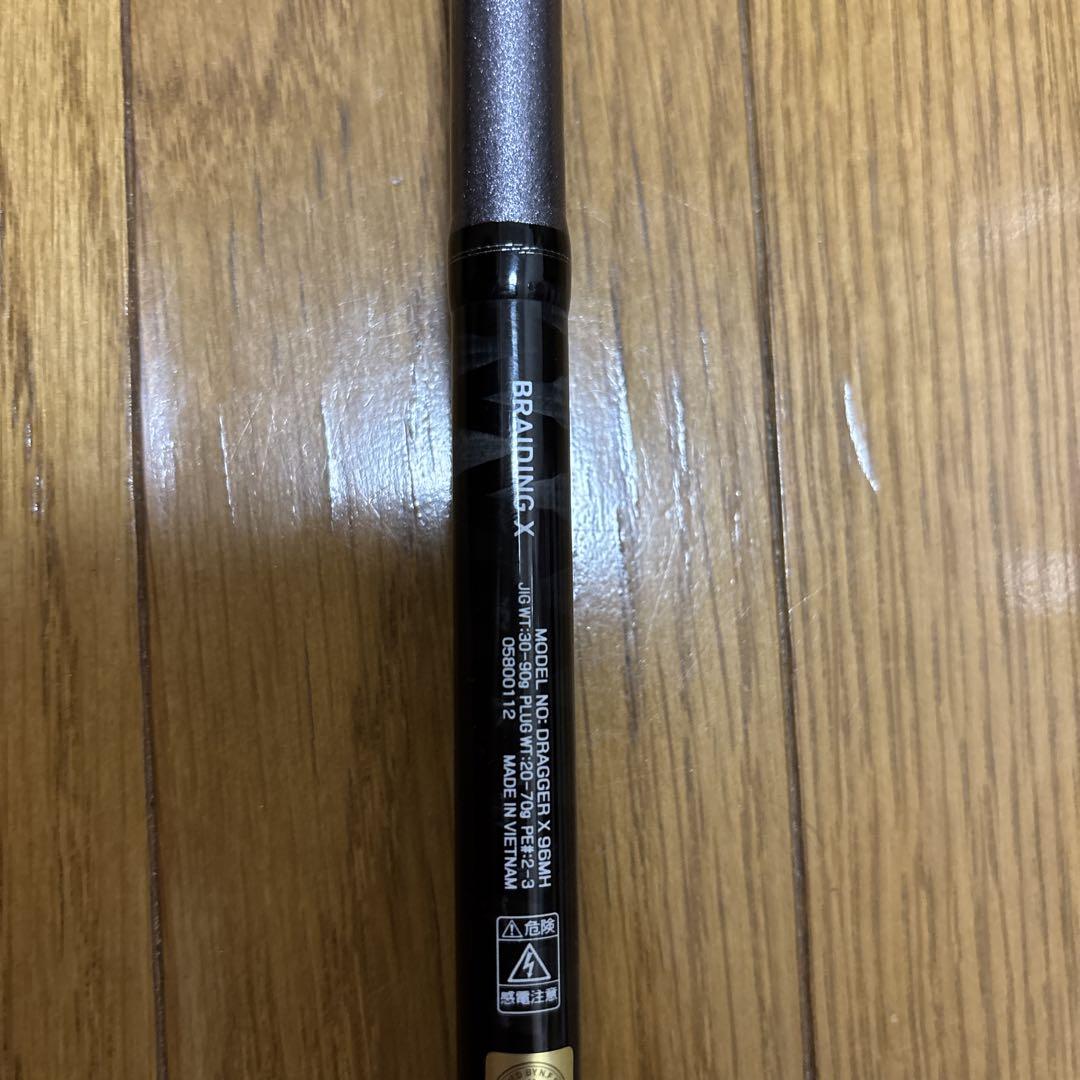 BRAIDING X
MODEL NO: DRAGGER X 96MH
JIG WT:30-90g PLUG WT:20-70g PE#:2-3
05800112 MADE IN VIETNAM
危険
感電注意
BY N.F.